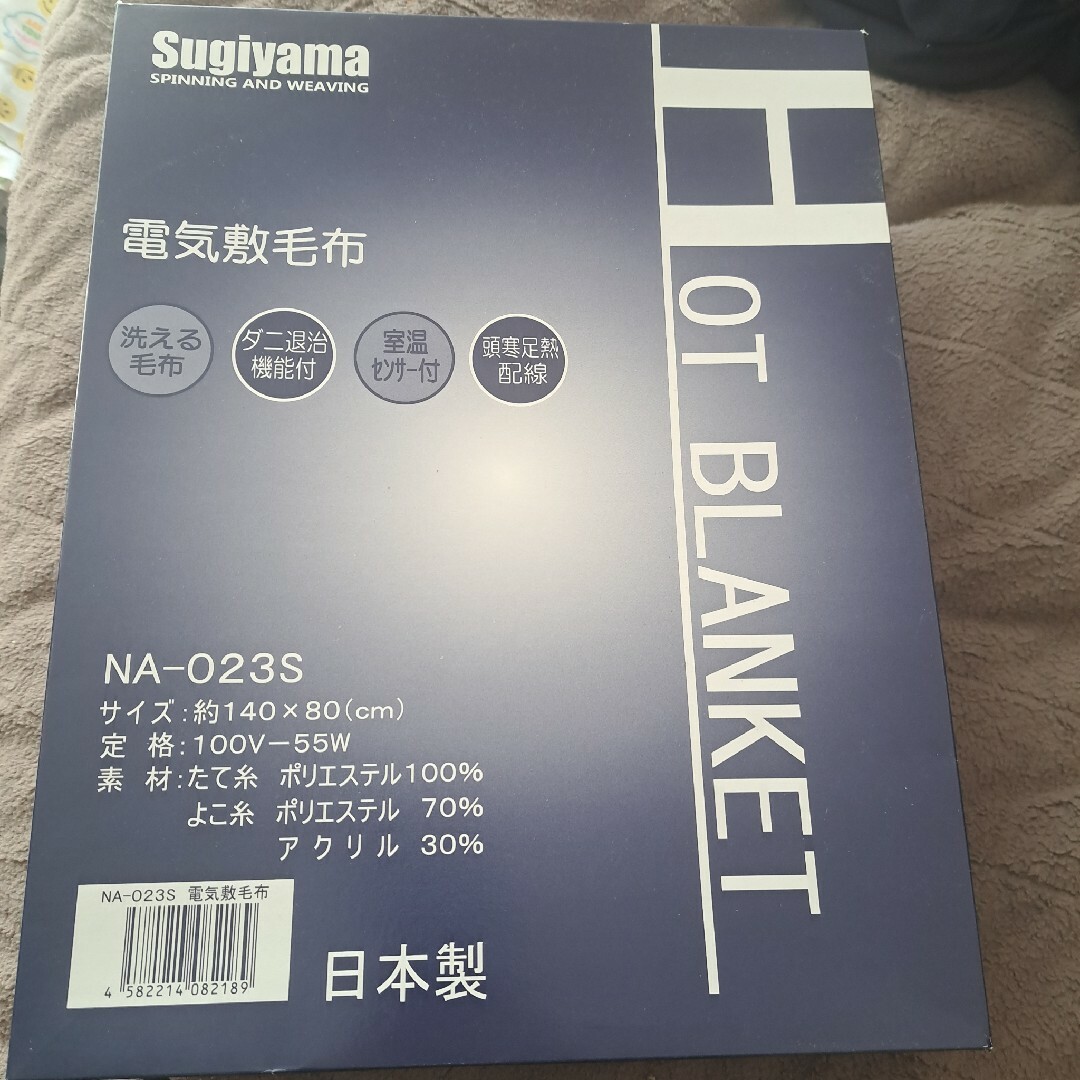 Sugiyama
SPINNING AND WEAVING
電気敷毛布
洗える
毛布
ダニ退治
機能付
室温
センサー付
頭寒足熱
配線
HOT BLANKET
NA-023S
サイズ:約140×80(cm)
定 格:100V-55W
素 材:たて糸 ポリエステル100%
よこ糸 ポリエステル 70%
アクリル 30%
NA-023S 電気敷毛布
4 582214 082189
日本製